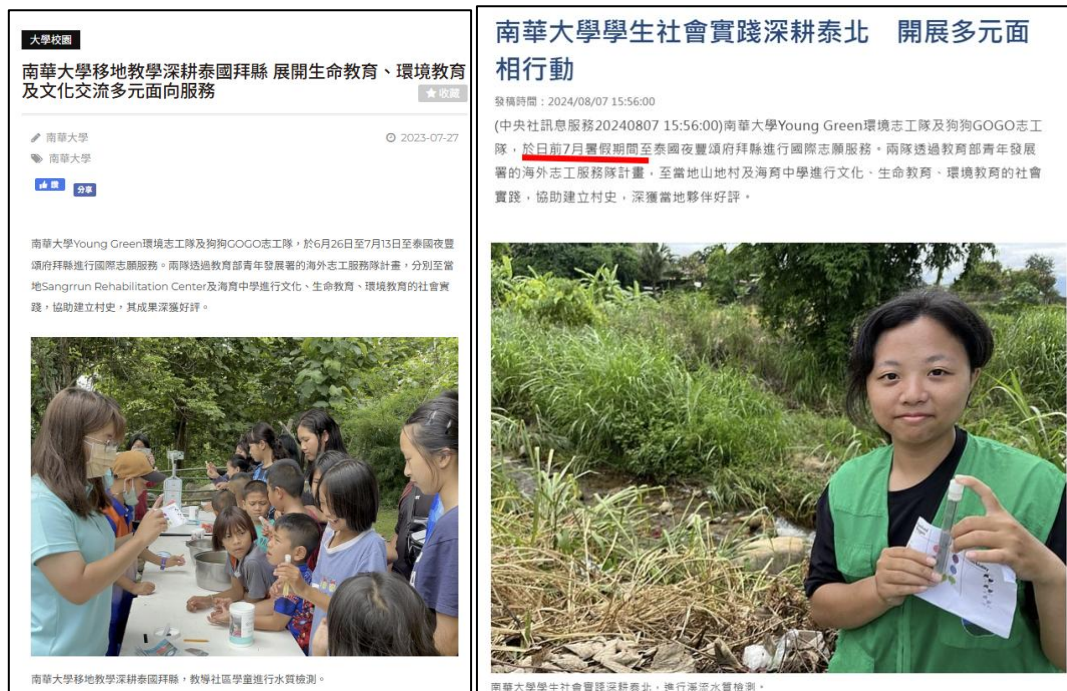 大學校園
南華大學移地教學深耕泰國拜縣 展開生命教育、環境教育
及文化交流多元面向服務
★收藏
南華大學
2023-07-27
南華大學
讚
分享
南華大學Young Green環境志工隊及狗狗GOGO志工隊，於6月26日至7月13日至泰國夜豐
頌府拜縣進行國際志願服務。兩隊透過教育部青年發展署的海外志工服務隊計畫，分別至當
地Sangrrun Rehabilitation Center及海育中學進行文化、生命教育、環境教育的社會實
踐，協助建立村史，其成果深獲好評。
南華大學移地教學深耕泰國拜縣，教導社區學童進行水質檢測。
南華大學學生社會實踐深耕泰北　開展多元面
相行動
發稿時間：2024/08/07 15:56:00
(中央社訊息服務20240807 15:56:00)南華大學Young Green環境志工隊及狗狗GOGO志工
隊，於日前7月暑假期間至泰國夜豐頌府拜縣進行國際志願服務。兩隊透過教育部青年發展
署的海外志工服務隊計畫，至當地山地村及海育中學進行文化、生命教育、環境教育的社會
實踐，協助建立村史，深獲當地夥伴好評。
南華大學學生社會實踐深耕泰北，進行溪流水質檢測。